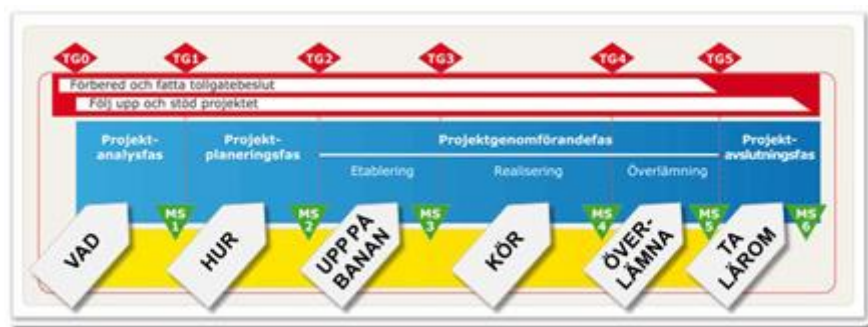 TG0 TG1 TG2 TG3 TG4 TG5
Förbered och fatta tollgatebeslut
Följ upp och stöd projektet
Projekt-
analysfas
Projekt-
planeringsfas
Projektgenomförandefas
Etablering Realisering Överlämning
Projekt-
avslutningsfas
MS
1
MS
2
MS
3
MS
4
MS
5
MS
6
VAD
HUR
UPP PÅ
BANAN
KÖR
ÖVER-
LÄMNA
TA
LÄROM